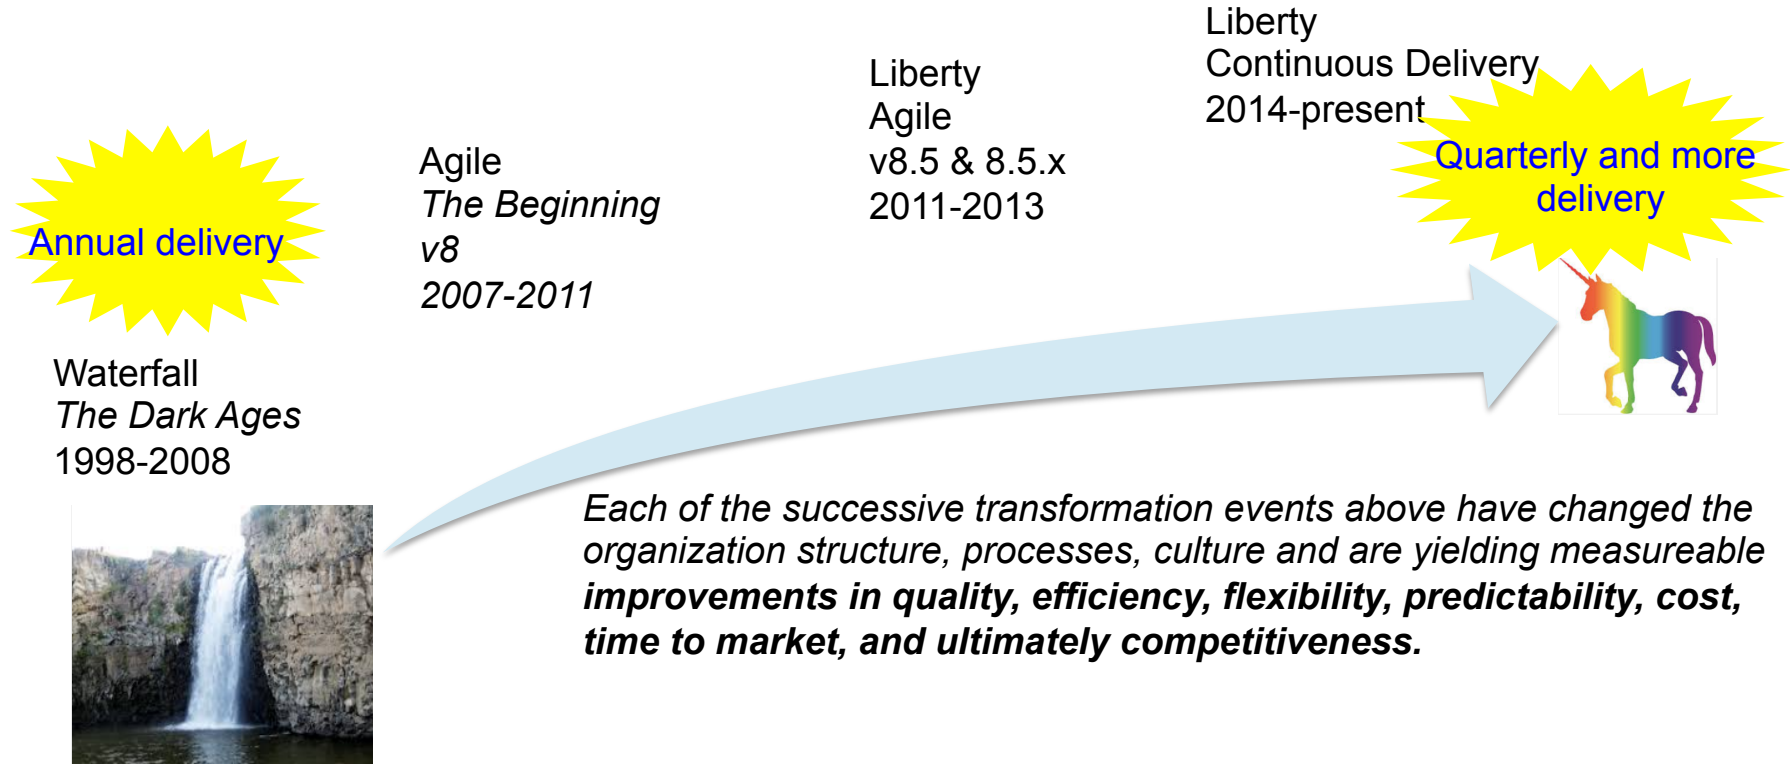 Annual delivery
Waterfall
The Dark Ages
1998-2008
Agile
The Beginning
v8
2007-2011
Liberty
Agile
v8.5 & 8.5.x
2011-2013
Liberty
Continuous Delivery
2014-present
Quarterly and more
delivery
Each of the successive transformation events above have changed the
organization structure, processes, culture and are yielding measureable
improvements in quality, efficiency, flexibility, predictability, cost,
time to market, and ultimately competitiveness.